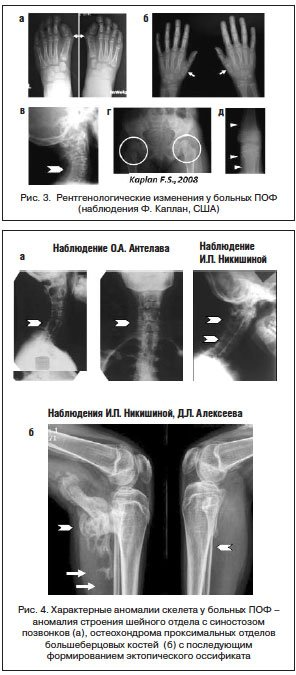 а б
в г д
Kaplan F.S., 2008
Рис. 3. Рентгенологические изменения у больных ПОФ
(наблюдения Ф. Каплан, США)
а Наблюдение О.А. Антелава Наблюдение
И.П. Никишиной
Наблюдения И.П. Никишиной, Д.Л. Алексеева
б
Рис. 4. Характерные аномалии скелета у больных ПОФ –
аномалия строения шейного отдела с синостозом
позвонков (а), остеохондрома проксимальных отделов
большеберцовых костей (б) с последующим
формированием эктопического оссификата